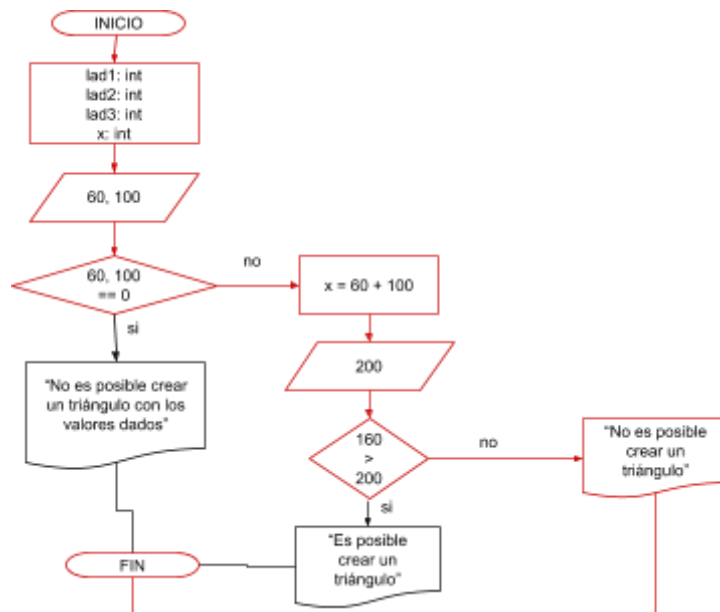 INICIO
lad1: int
lad2: int
lad3: int
x: int
60, 100
60, 100
== 0
no
x = 60 + 100
si
200
"No es posible crear
un triángulo con los
valores dados"
160
>
200
no
"No es posible
crear un
triángulo"
si
"Es posible
crear un
triángulo"
FIN